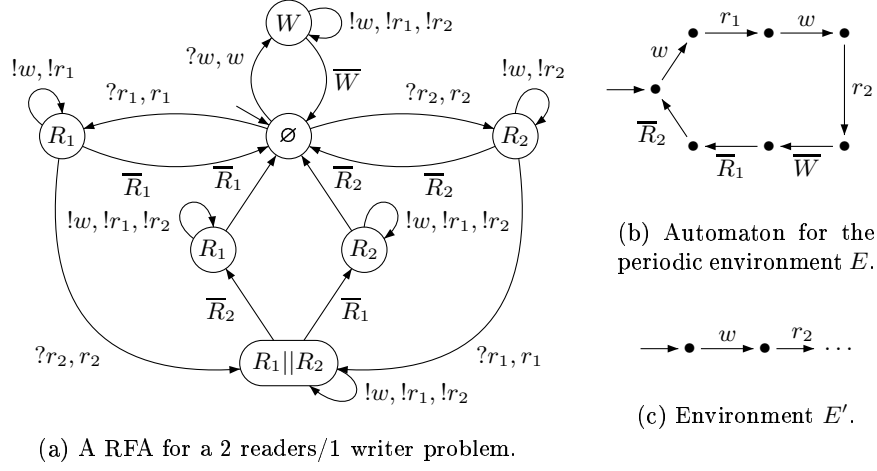 W
!w, !r₁, !r₂
?w, w
W̅
!w, !r₁
?r₁, r₁
?r₂, r₂
!w, !r₂
R₁
∅
R₂
R̅₁
R̅₁
R̅₂
R̅₂
!w, !r₁, !r₂
R₁
R₂
!w, !r₁, !r₂
R̅₂
R̅₁
?r₂, r₂
R₁||R₂
?r₁, r₁
!w, !r₁, !r₂
(a) A RFA for a 2 readers/1 writer problem.
r₁
w
w
r₂
R̅₂
R̅₁
W̅
(b) Automaton for the
periodic environment E.
w
r₂
···
(c) Environment E′.